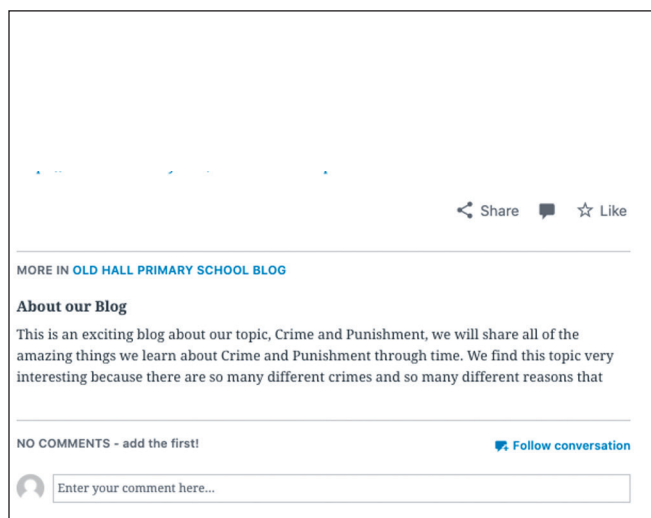 Share Like
MORE IN OLD HALL PRIMARY SCHOOL BLOG
About our Blog
This is an exciting blog about our topic, Crime and Punishment, we will share all of the
amazing things we learn about Crime and Punishment through time. We find this topic very
interesting because there are so many different crimes and so many different reasons that
NO COMMENTS - add the first! Follow conversation
Enter your comment here...